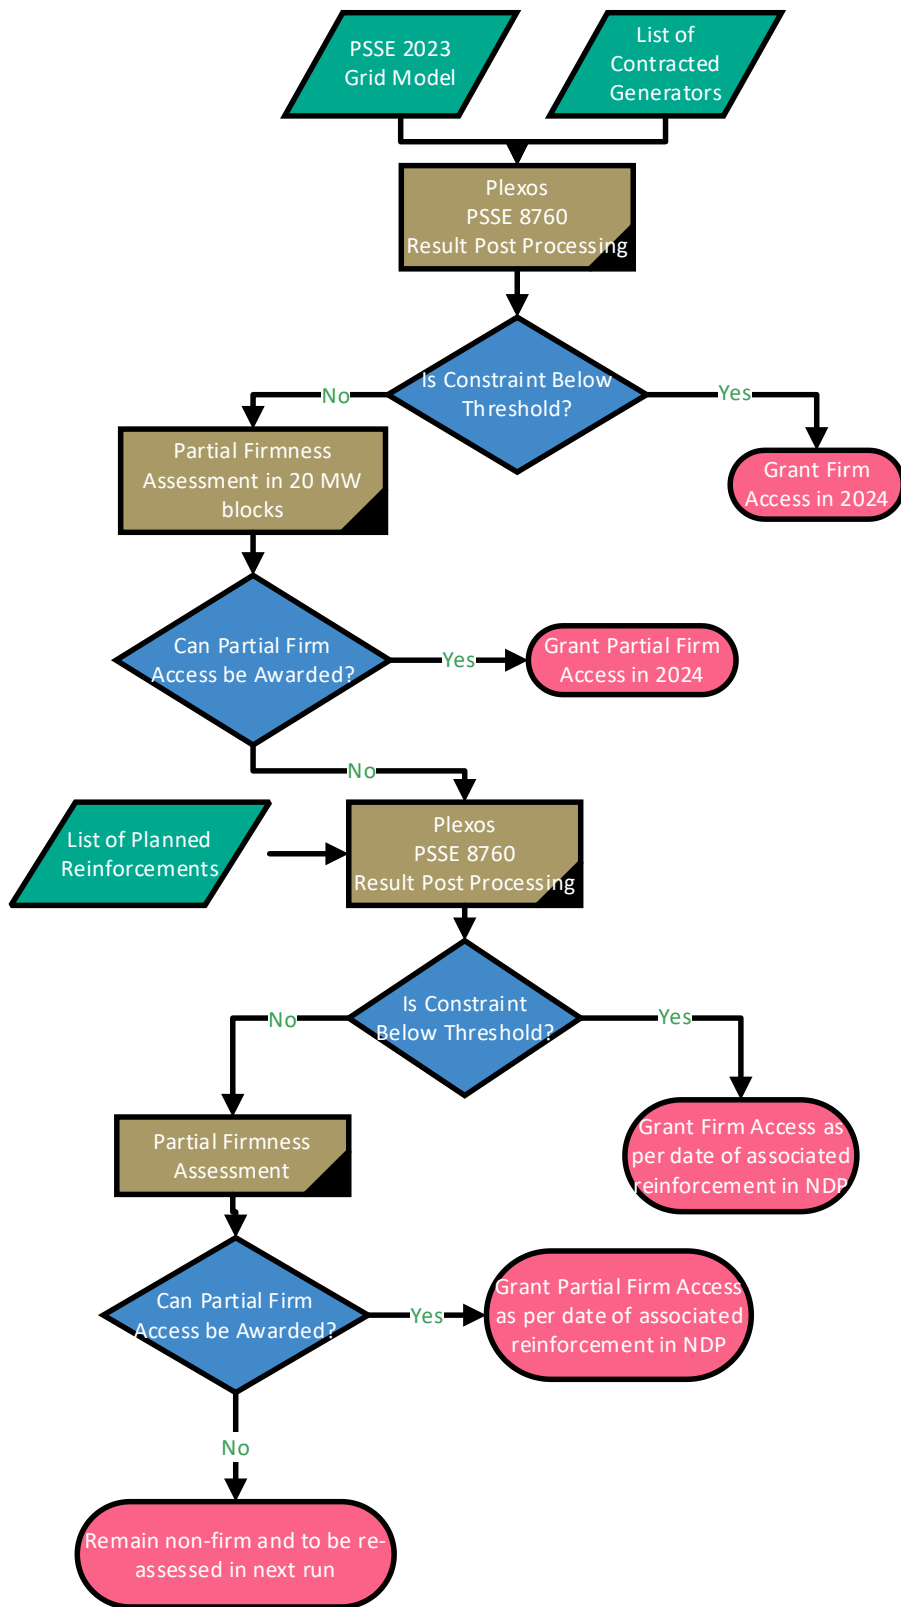 PSSE 2023
Grid Model
List of
Contracted
Generators
Plexos
PSSE 8760
Result Post Processing
Is Constraint Below
Threshold?
No
Yes
Partial Firmness
Assessment in 20 MW
blocks
Grant Firm
Access in 2024
Can Partial Firm
Access be Awarded?
Yes
Grant Partial Firm
Access in 2024
No
List of Planned
Reinforcements
Plexos
PSSE 8760
Result Post Processing
Is Constraint
Below Threshold?
No
Yes
Partial Firmness
Assessment
Grant Firm Access as
per date of associated
reinforcement in NDP
Can Partial Firm
Access be Awarded?
Yes
Grant Partial Firm Access
as per date of associated
reinforcement in NDP
No
Remain non-firm and to be re-
assessed in next run